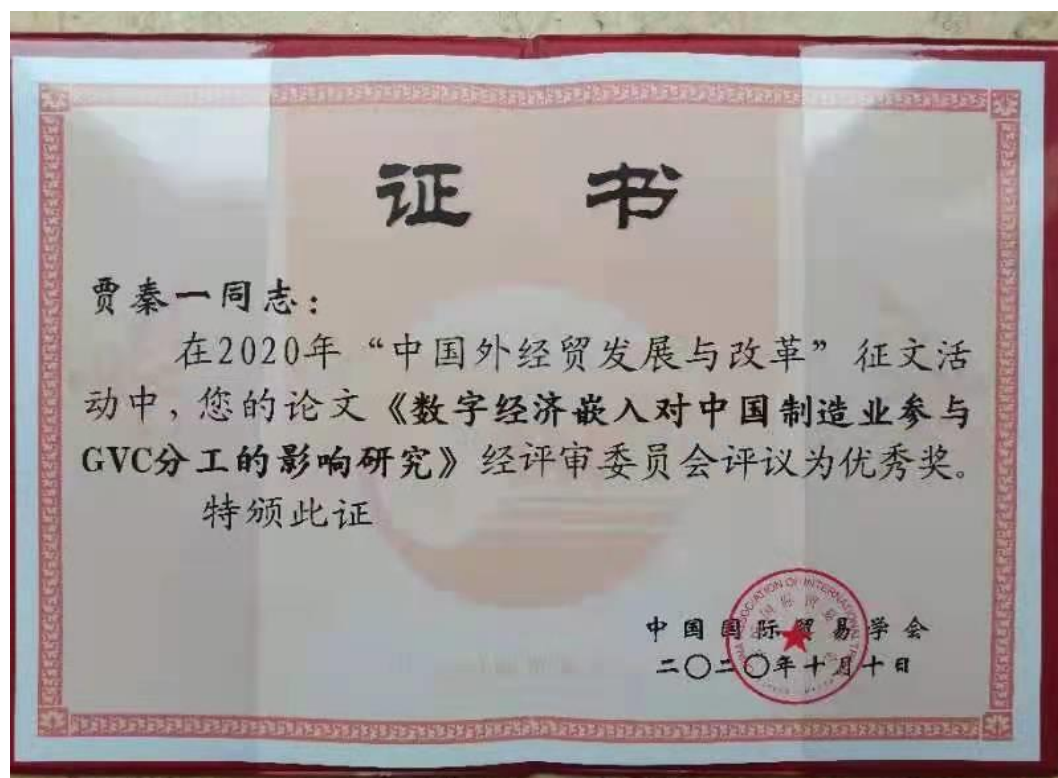 证 书
贾秦一同志：
在2020年“中国外经贸发展与改革”征文活
动中，您的论文《数字经济嵌入对中国制造业参与
GVC分工的影响研究》经评审委员会评议为优秀奖。
特颁此证
中国国际贸易学会
二〇二〇年十月十日